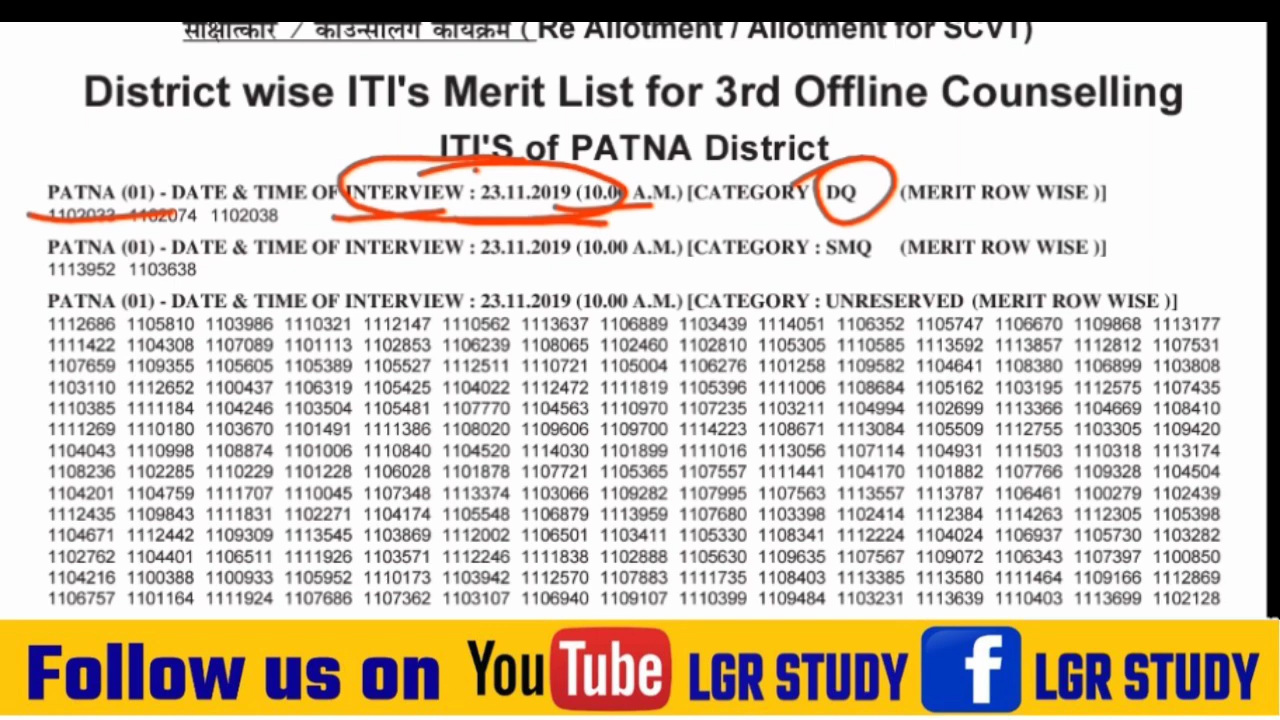 साक्षात्कार / काउन्सलिंग कार्यक्रम ( Re Allotment / Allotment for SCVT)
District wise ITI's Merit List for 3rd Offline Counselling
ITI'S of PATNA District
PATNA (01) - DATE & TIME OF INTERVIEW : 23.11.2019 (10.00 A.M.) [CATEGORY DQ (MERIT ROW WISE )]
1102033 1102074 1102038
PATNA (01) - DATE & TIME OF INTERVIEW : 23.11.2019 (10.00 A.M.) [CATEGORY : SMQ (MERIT ROW WISE )]
1113952 1103638
PATNA (01) - DATE & TIME OF INTERVIEW : 23.11.2019 (10.00 A.M.) [CATEGORY : UNRESERVED (MERIT ROW WISE )]
1112686 1105810 1103986 1110321 1112147 1110562 1113637 1106889 1103439 1114051 1106352 1105747 1106670 1109868 1113177
1111422 1104308 1107089 1101113 1102853 1106239 1108065 1102460 1102810 1105305 1110585 1113592 1113857 1112812 1107531
1107659 1109355 1105605 1105389 1105527 1112511 1110721 1105004 1106276 1101258 1109582 1104641 1108380 1106899 1103808
1103110 1112652 1100437 1106319 1105425 1104022 1112472 1111819 1105396 1111006 1108684 1105162 1103195 1112575 1107435
1110385 1111184 1104246 1103504 1105481 1107770 1104563 1110970 1107235 1103211 1104994 1102699 1113366 1104669 1108410
1111269 1110180 1103670 1101491 1111386 1108020 1109606 1109700 1114223 1108671 1113084 1105509 1112755 1103305 1109420
1104043 1110998 1108874 1101006 1110840 1104520 1114030 1101899 1111016 1113056 1107114 1104931 1111503 1110318 1113174
1108236 1102285 1110229 1101228 1106028 1101878 1107721 1105365 1107557 1111441 1104170 1101882 1107766 1109328 1104504
1104201 1104759 1111707 1110045 1107348 1113374 1103066 1109282 1107995 1107563 1113557 1113787 1106461 1100279 1102439
1112435 1109843 1111831 1102271 1104174 1105548 1106879 1113959 1107680 1103398 1102414 1112384 1114263 1112305 1105398
1104671 1112442 1109309 1113545 1103869 1112002 1106501 1103411 1105330 1108341 1112224 1104024 1106937 1105730 1103282
1102762 1104401 1106511 1111926 1103571 1112246 1111838 1102888 1105630 1109635 1107567 1109072 1106343 1107397 1100850
1104216 1100388 1100933 1105952 1110173 1103942 1112570 1107883 1111735 1108403 1113385 1113580 1111464 1109166 1112869
1106757 1101164 1111924 1107686 1107362 1103107 1106940 1109107 1110399 1109484 1103231 1113639 1110403 1113699 1102128
Follow us on YouTube LGR STUDY f LGR STUDY